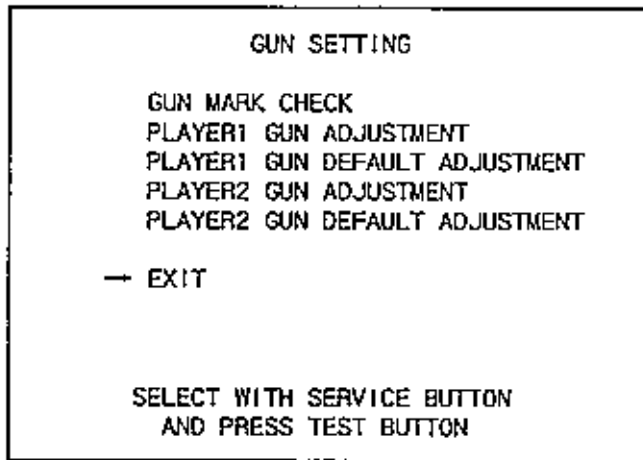 GUN SETTING
GUN MARK CHECK
PLAYER1 GUN ADJUSTMENT
PLAYER1 GUN DEFAULT ADJUSTMENT
PLAYER2 GUN ADJUSTMENT
PLAYER2 GUN DEFAULT ADJUSTMENT
→ EXIT
SELECT WITH SERVICE BUTTON
AND PRESS TEST BUTTON